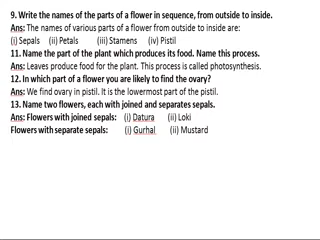 9. Write the names of the parts of a flower in sequence, from outside to inside.
Ans: The names of various parts of a flower from outside to inside are:
(i) Sepals (ii) Petals (iii) Stamens (iv) Pistil
11. Name the part of the plant which produces its food. Name this process.
Ans: Leaves produce food for the plant. This process is called photosynthesis.
12. In which part of a flower you are likely to find the ovary?
Ans: We find ovary in pistil. It is the lowermost part of the pistil.
13. Name two flowers, each with joined and separates sepals.
Ans: Flowers with joined sepals: (i) Datura (ii) Loki
Flowers with separate sepals: (i) Gurhal (ii) Mustard